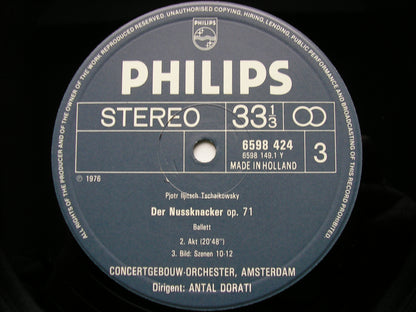 ALL RIGHTS OF THE PRODUCER AND OF THE OWNER OF THE WORK REPRODUCED RESERVED. UNAUTHORISED COPYING, HIRING, LENDING, PUBLIC PERFORMANCE AND BROADCASTING OF THIS RECORD PROHIBITED.
PHILIPS
PHILIPS
STEREO
33 1/3
6598 424
6598 149.1 Y
MADE IN HOLLAND
3
℗ 1976
Pjotr Iljitsch Tschaikowsky
Der Nussknacker op. 71
Ballett
2. Akt (20'48")
3. Bild: Szenen 10-12
CONCERTGEBOUW-ORCHESTER, AMSTERDAM
Dirigent: ANTAL DORATI